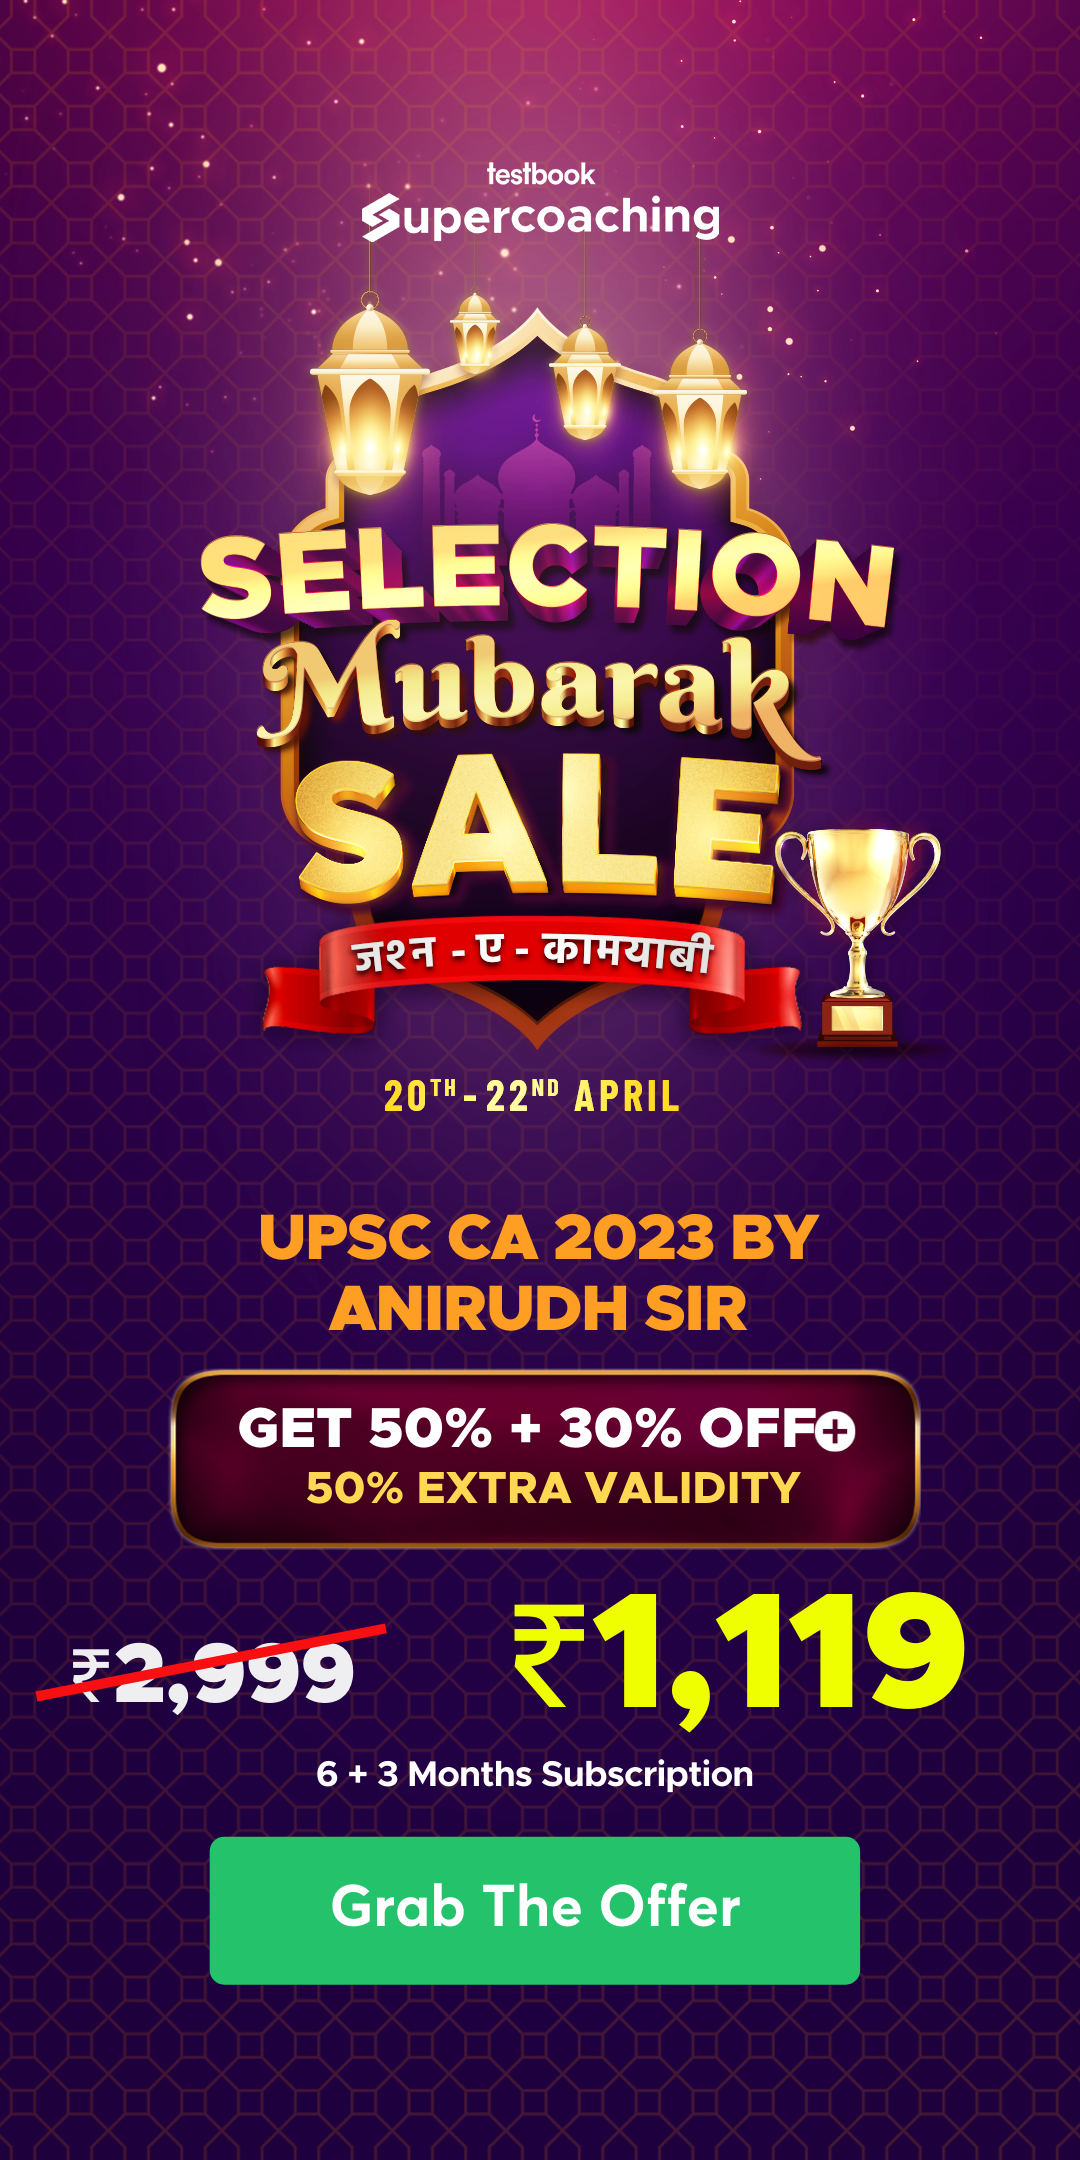 testbook
Supercoaching
SELECTION
Mubarak
SALE
जश्न - ए - कामयाबी
20TH - 22ND APRIL
UPSC CA 2023 BY
ANIRUDH SIR
GET 50% + 30% OFF+
50% EXTRA VALIDITY
₹2,999
₹1,119
6 + 3 Months Subscription
Grab The Offer